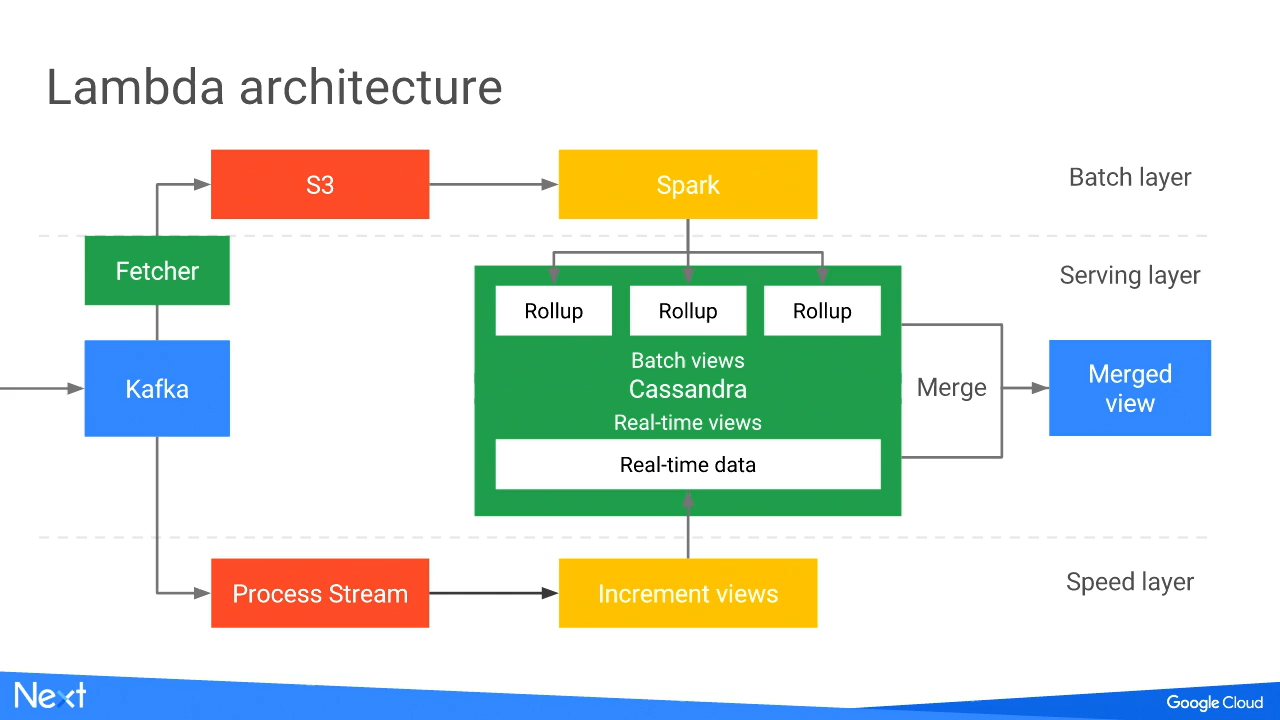 Lambda architecture
S3
Spark
Batch layer
Fetcher
Serving layer
Rollup
Rollup
Rollup
Batch views
Kafka
Cassandra
Merge
Merged
view
Real-time views
Real-time data
Process Stream
Increment views
Speed layer
Next
Google Cloud